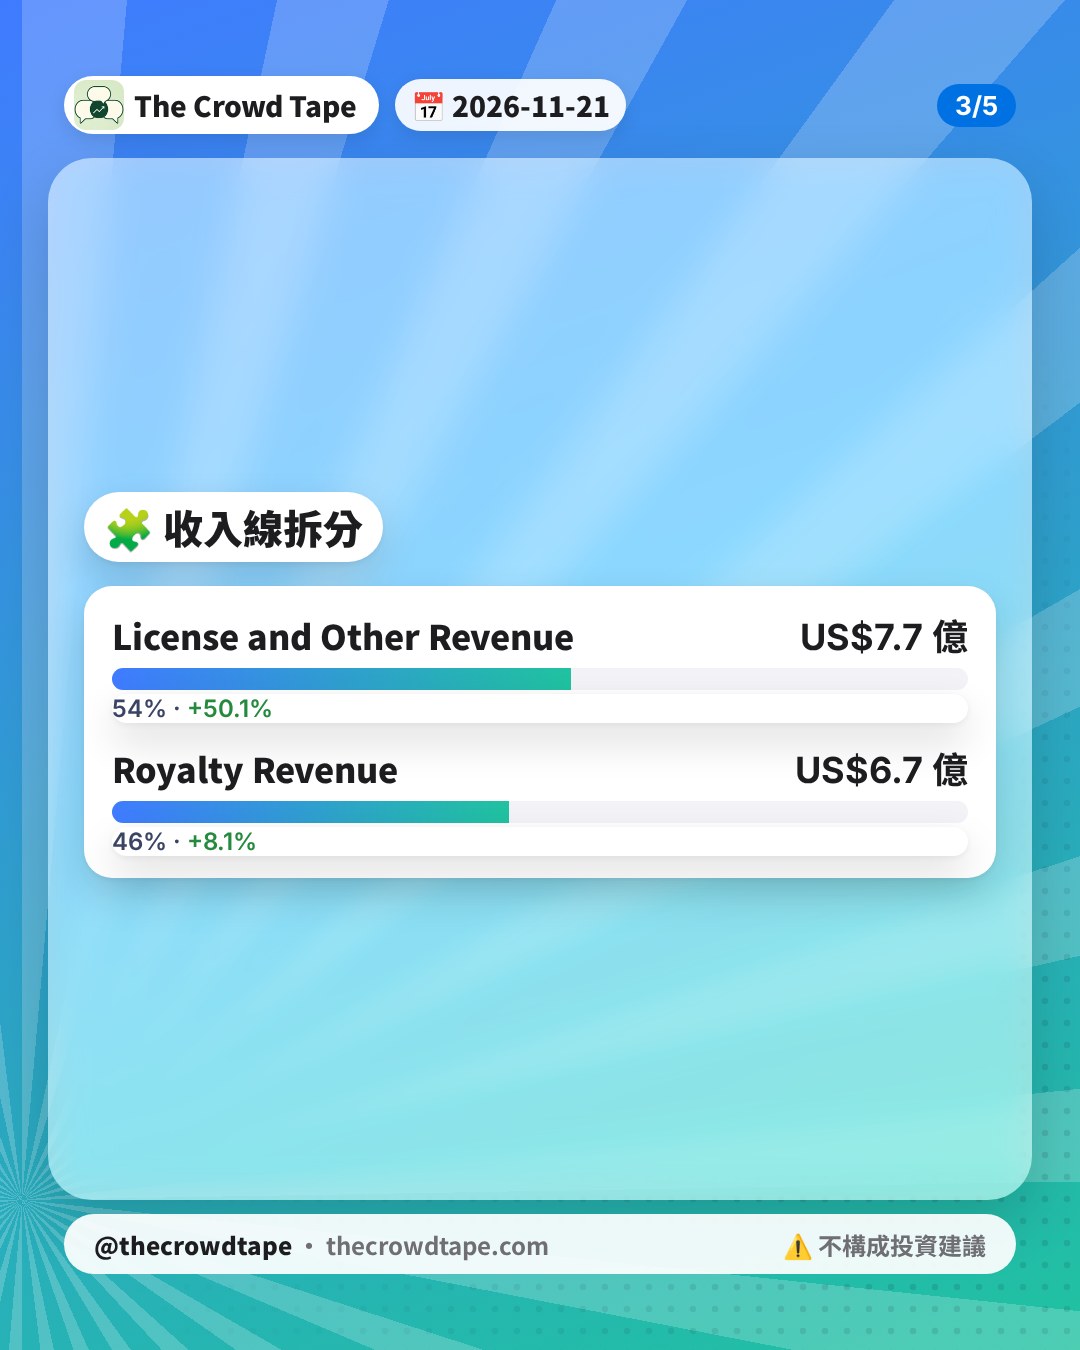 The Crowd Tape
📅 2026-11-21
3/5
🧩 收入線拆分
License and Other Revenue US$7.7 億
54% · +50.1%
Royalty Revenue US$6.7 億
46% · +8.1%
@thecrowdtape · thecrowdtape.com ⚠️ 不構成投資建議